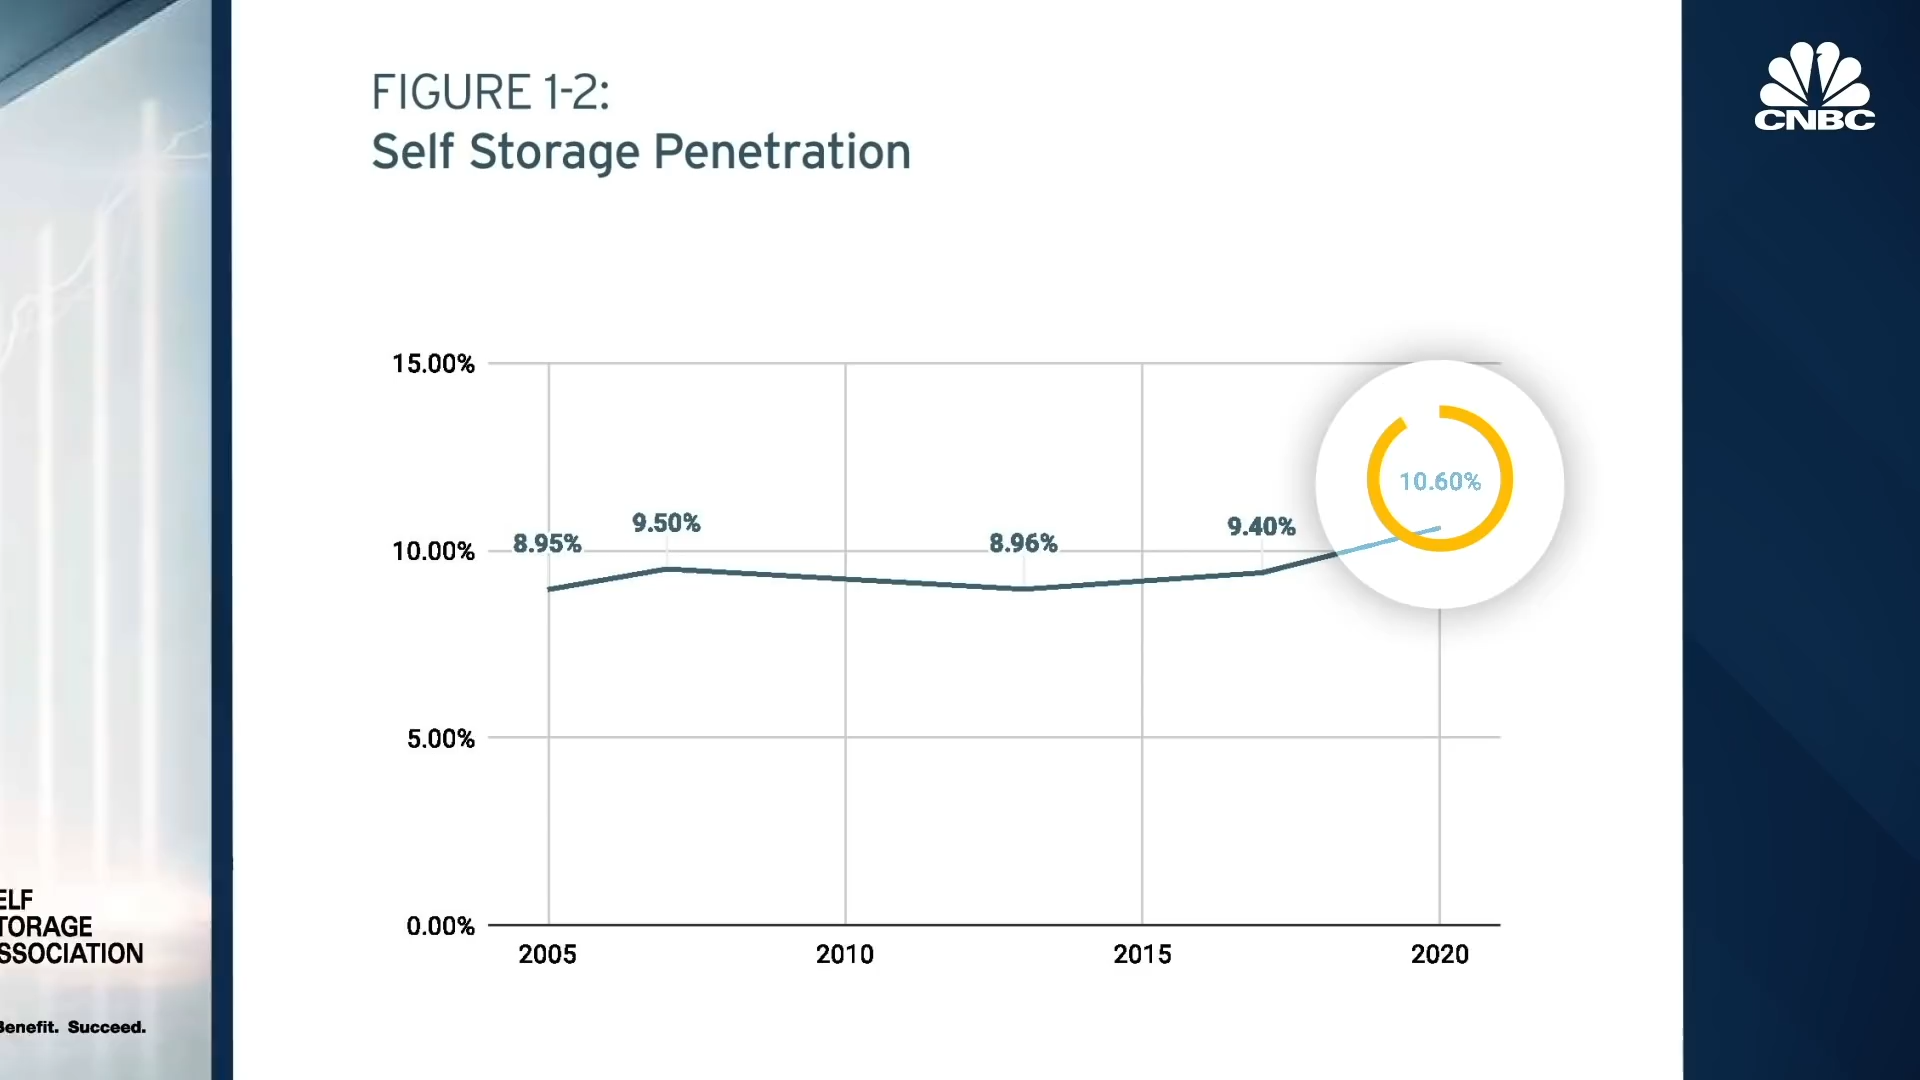 FIGURE 1-2:
Self Storage Penetration
CNBC
15.00%
10.00%
5.00%
0.00%
8.95%
9.50%
8.96%
9.40%
10.60%
2005
2010
2015
2020
ELF
TORAGE
SSOCIATION
Benefit. Succeed.